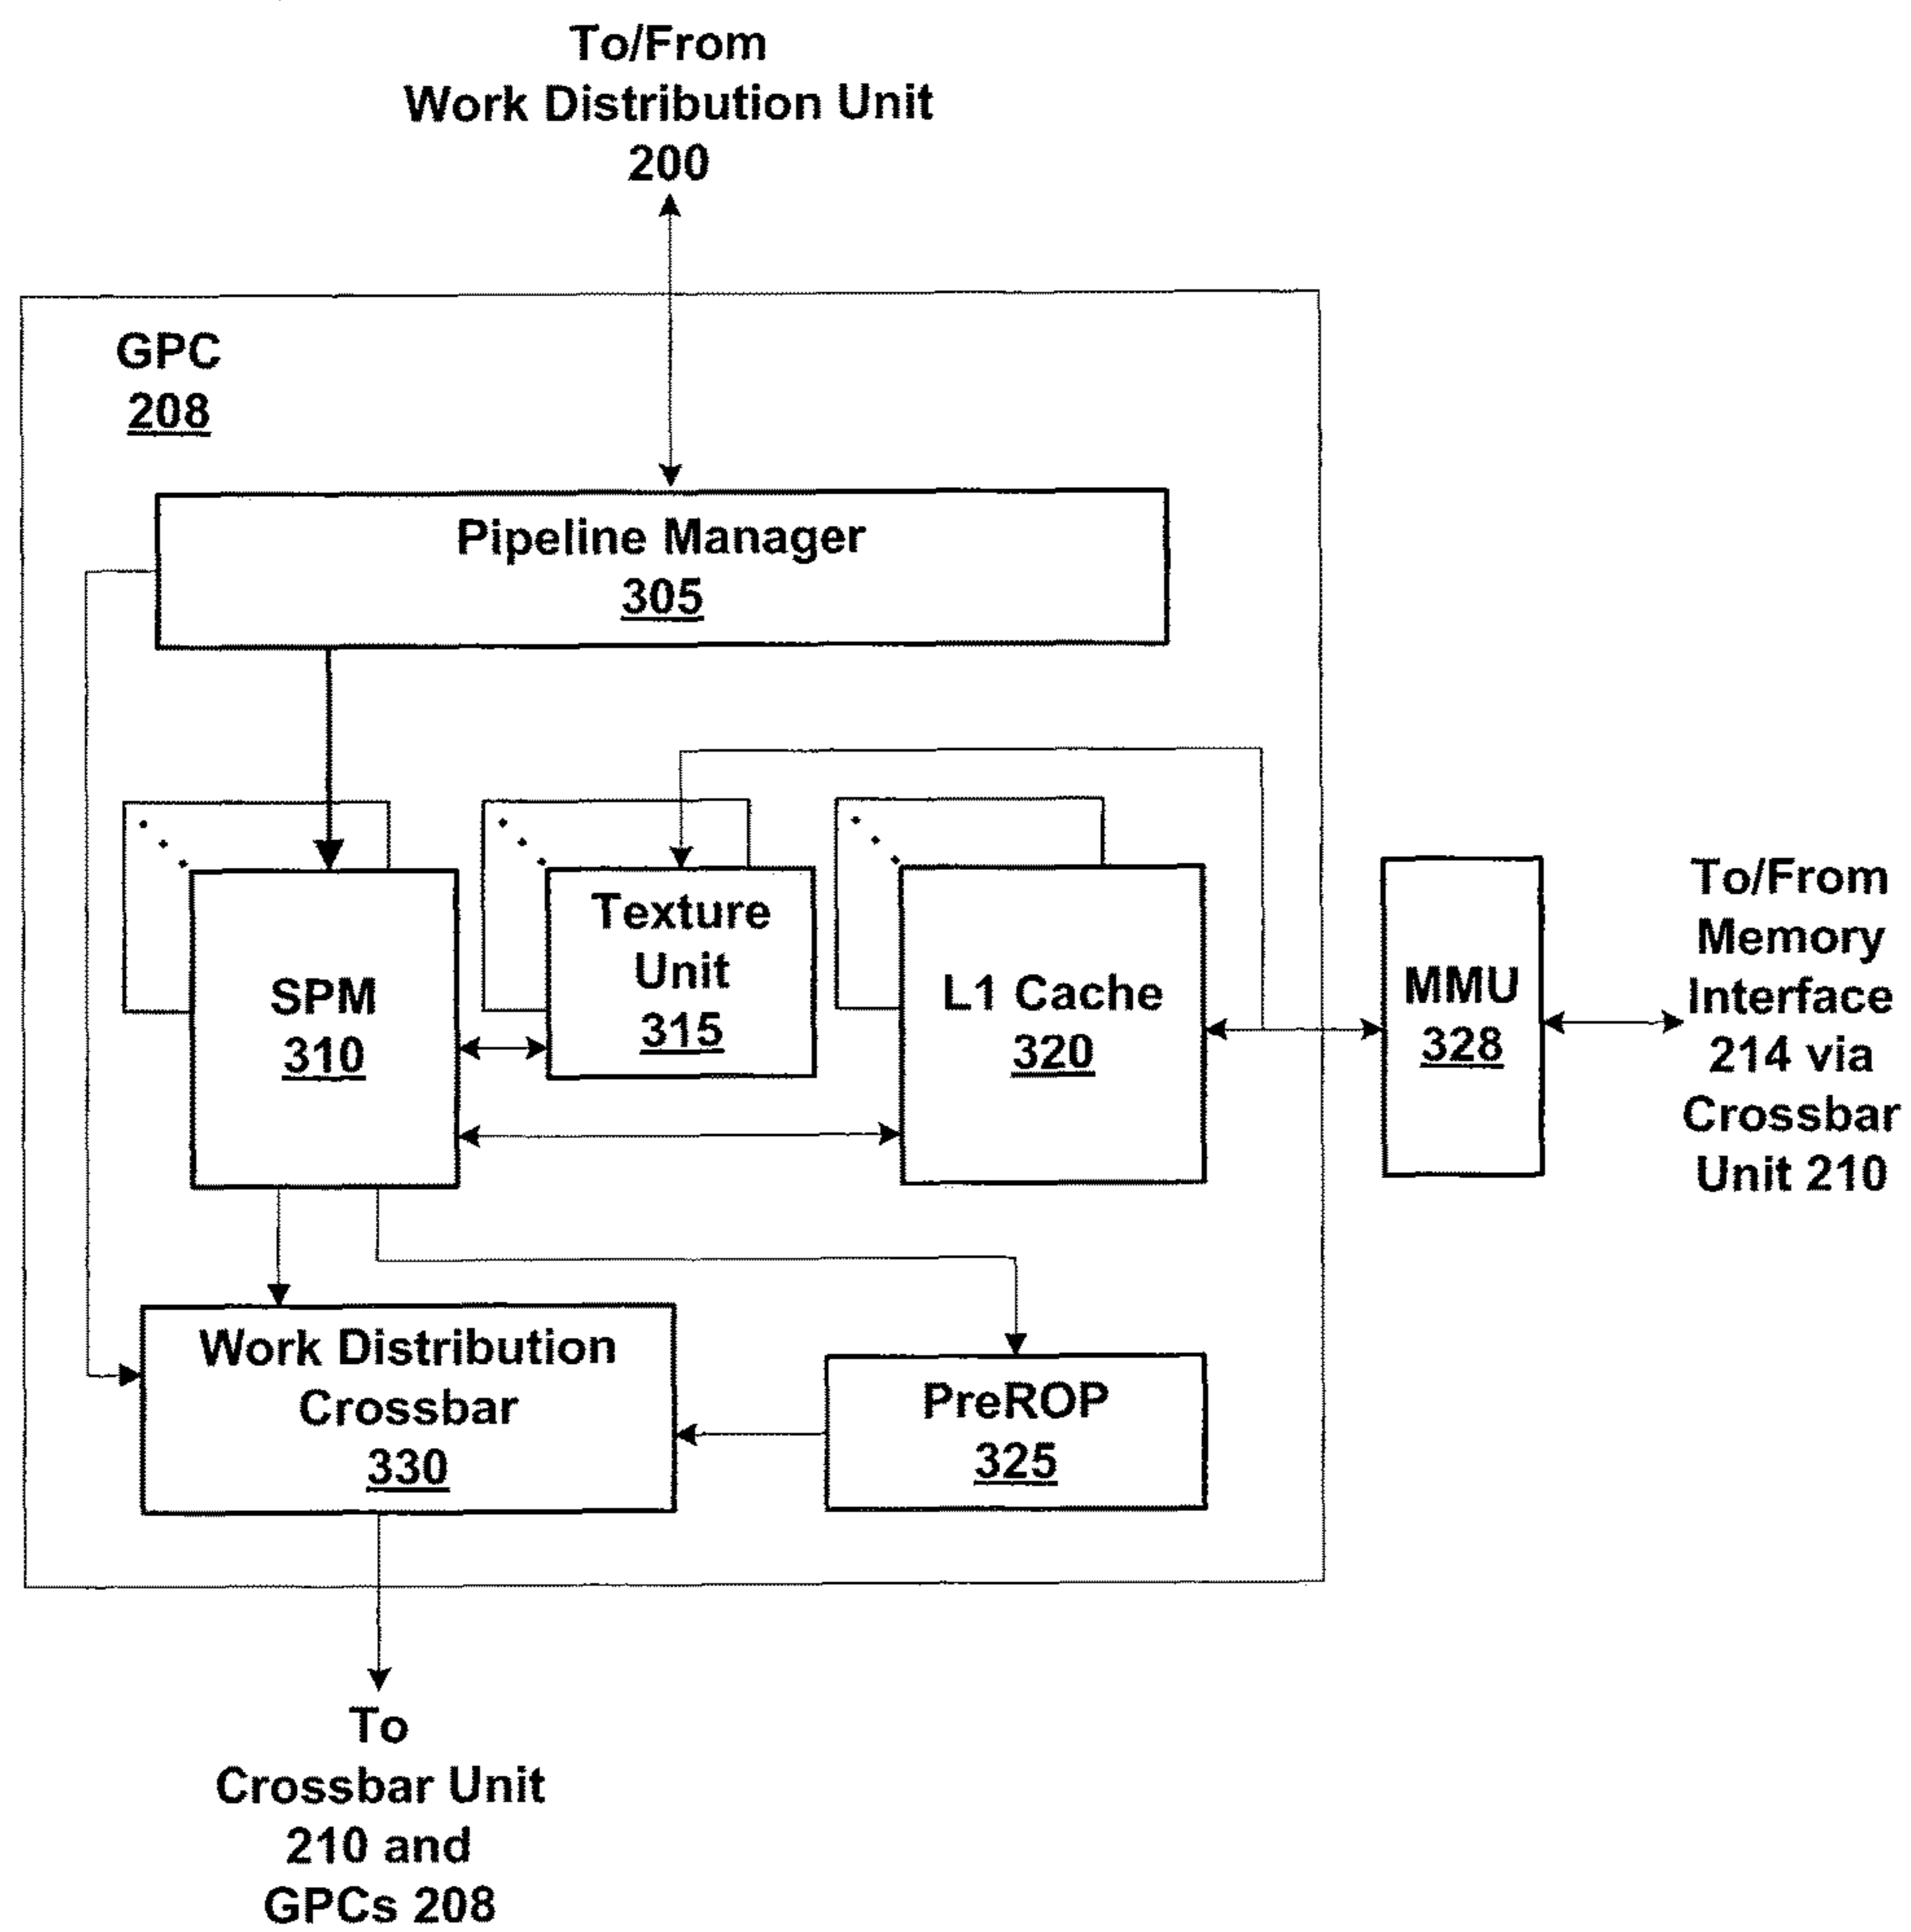 To/From
Work Distribution Unit
200
GPC
208
Pipeline Manager
305
SPM
310
Texture
Unit
315
L1 Cache
320
MMU
328
To/From
Memory
Interface
214 via
Crossbar
Unit 210
Work Distribution
Crossbar
330
PreROP
325
To
Crossbar Unit
210 and
GPCs 208